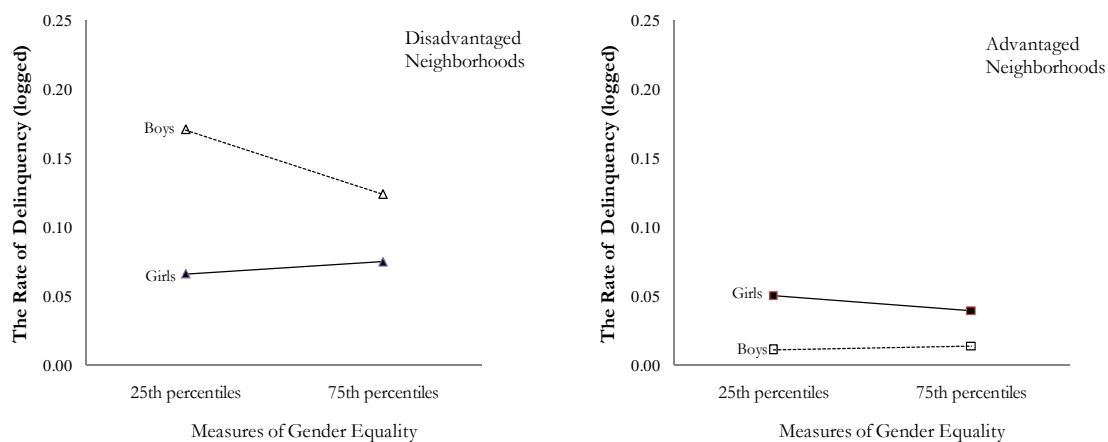 The Rate of Delinquency (logged)
0.25
0.20
0.15
0.10
0.05
0.00
Disadvantaged
Neighborhoods
Boys
Girls
25th percentiles 75th percentiles
Measures of Gender Equality
The Rate of Delinquency (logged)
0.25
0.20
0.15
0.10
0.05
0.00
Advantaged
Neighborhoods
Girls
Boys
25th percentiles 75th percentiles
Measures of Gender Equality